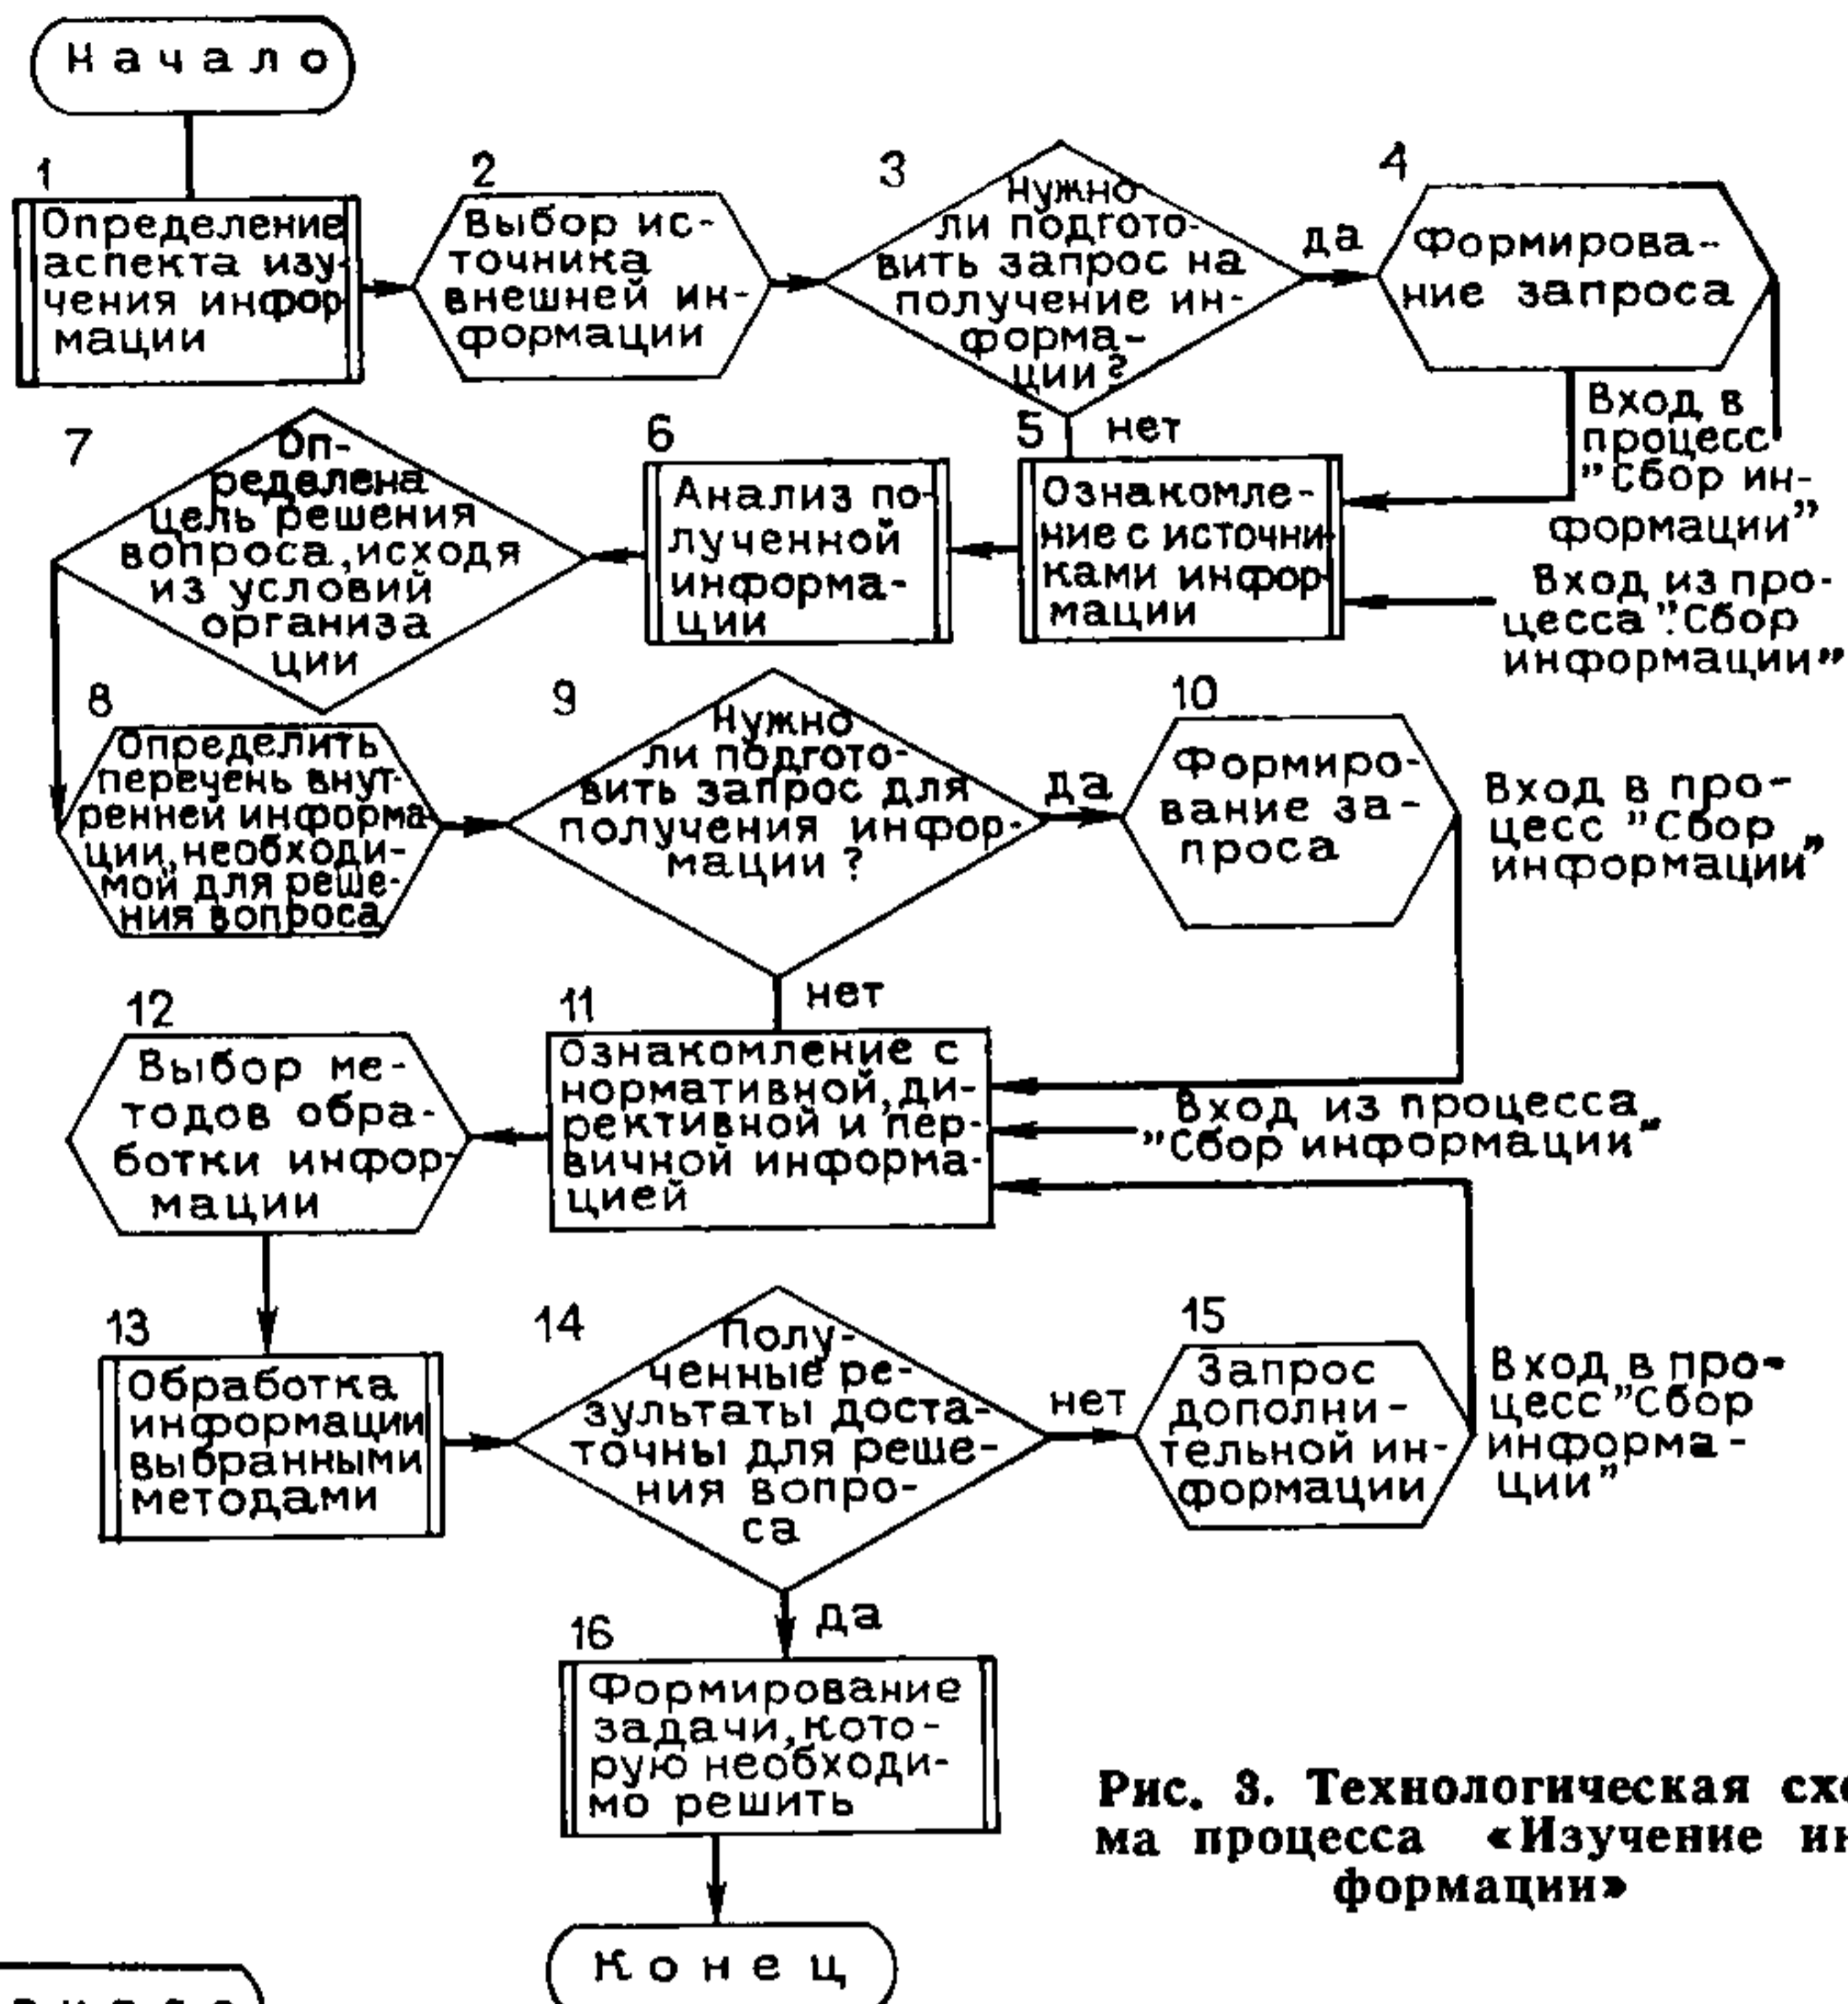 Начало
1
Определение
аспекта изу-
чения инфор
мации
2
Выбор ис-
точника
внешней ин-
формации
3
Нужно
ли подгото-
вить запрос на
получение ин-
форма-
ции?
да
нет
4
Формирова-
ние запроса
Вход в
процесс
"Сбор ин-
формации"
5
Ознакомле-
ние с источни
ками инфор
мации
Вход из про-
цесса "Сбор
информации"
6
Анализ по-
лученной
информа-
ции
7
Оп-
ределена
цель решения
вопроса, исходя
из условий
организа
ции
8
Определить
перечень внут-
ренней информа-
ции, необходи-
мой для реше-
ния вопроса
9
Нужно
ли подгото-
вить запрос для
получения инфор-
мации?
да
нет
10
Формиро-
вание за-
проса
Вход в про-
цесс "Сбор
информации"
11
Ознакомление с
нормативной, ди-
рективной и пер-
вичной информа-
цией
Вход из процесса
"Сбор информации"
12
Выбор ме-
тодов обра-
ботки инфор-
мации
13
Обработка
информации
выбранными
методами
14
Полу-
ченные ре-
зультаты доста-
точны для реше-
ния вопро-
са
нет
да
15
Запрос
дополни-
тельной ин-
формации
Вход в про-
цесс "Сбор
информа-
ции"
16
Формирование
задачи, кото-
рую необходи-
мо решить
Конец
Рис. 3. Технологическая схе
ма процесса «Изучение ин
формации»